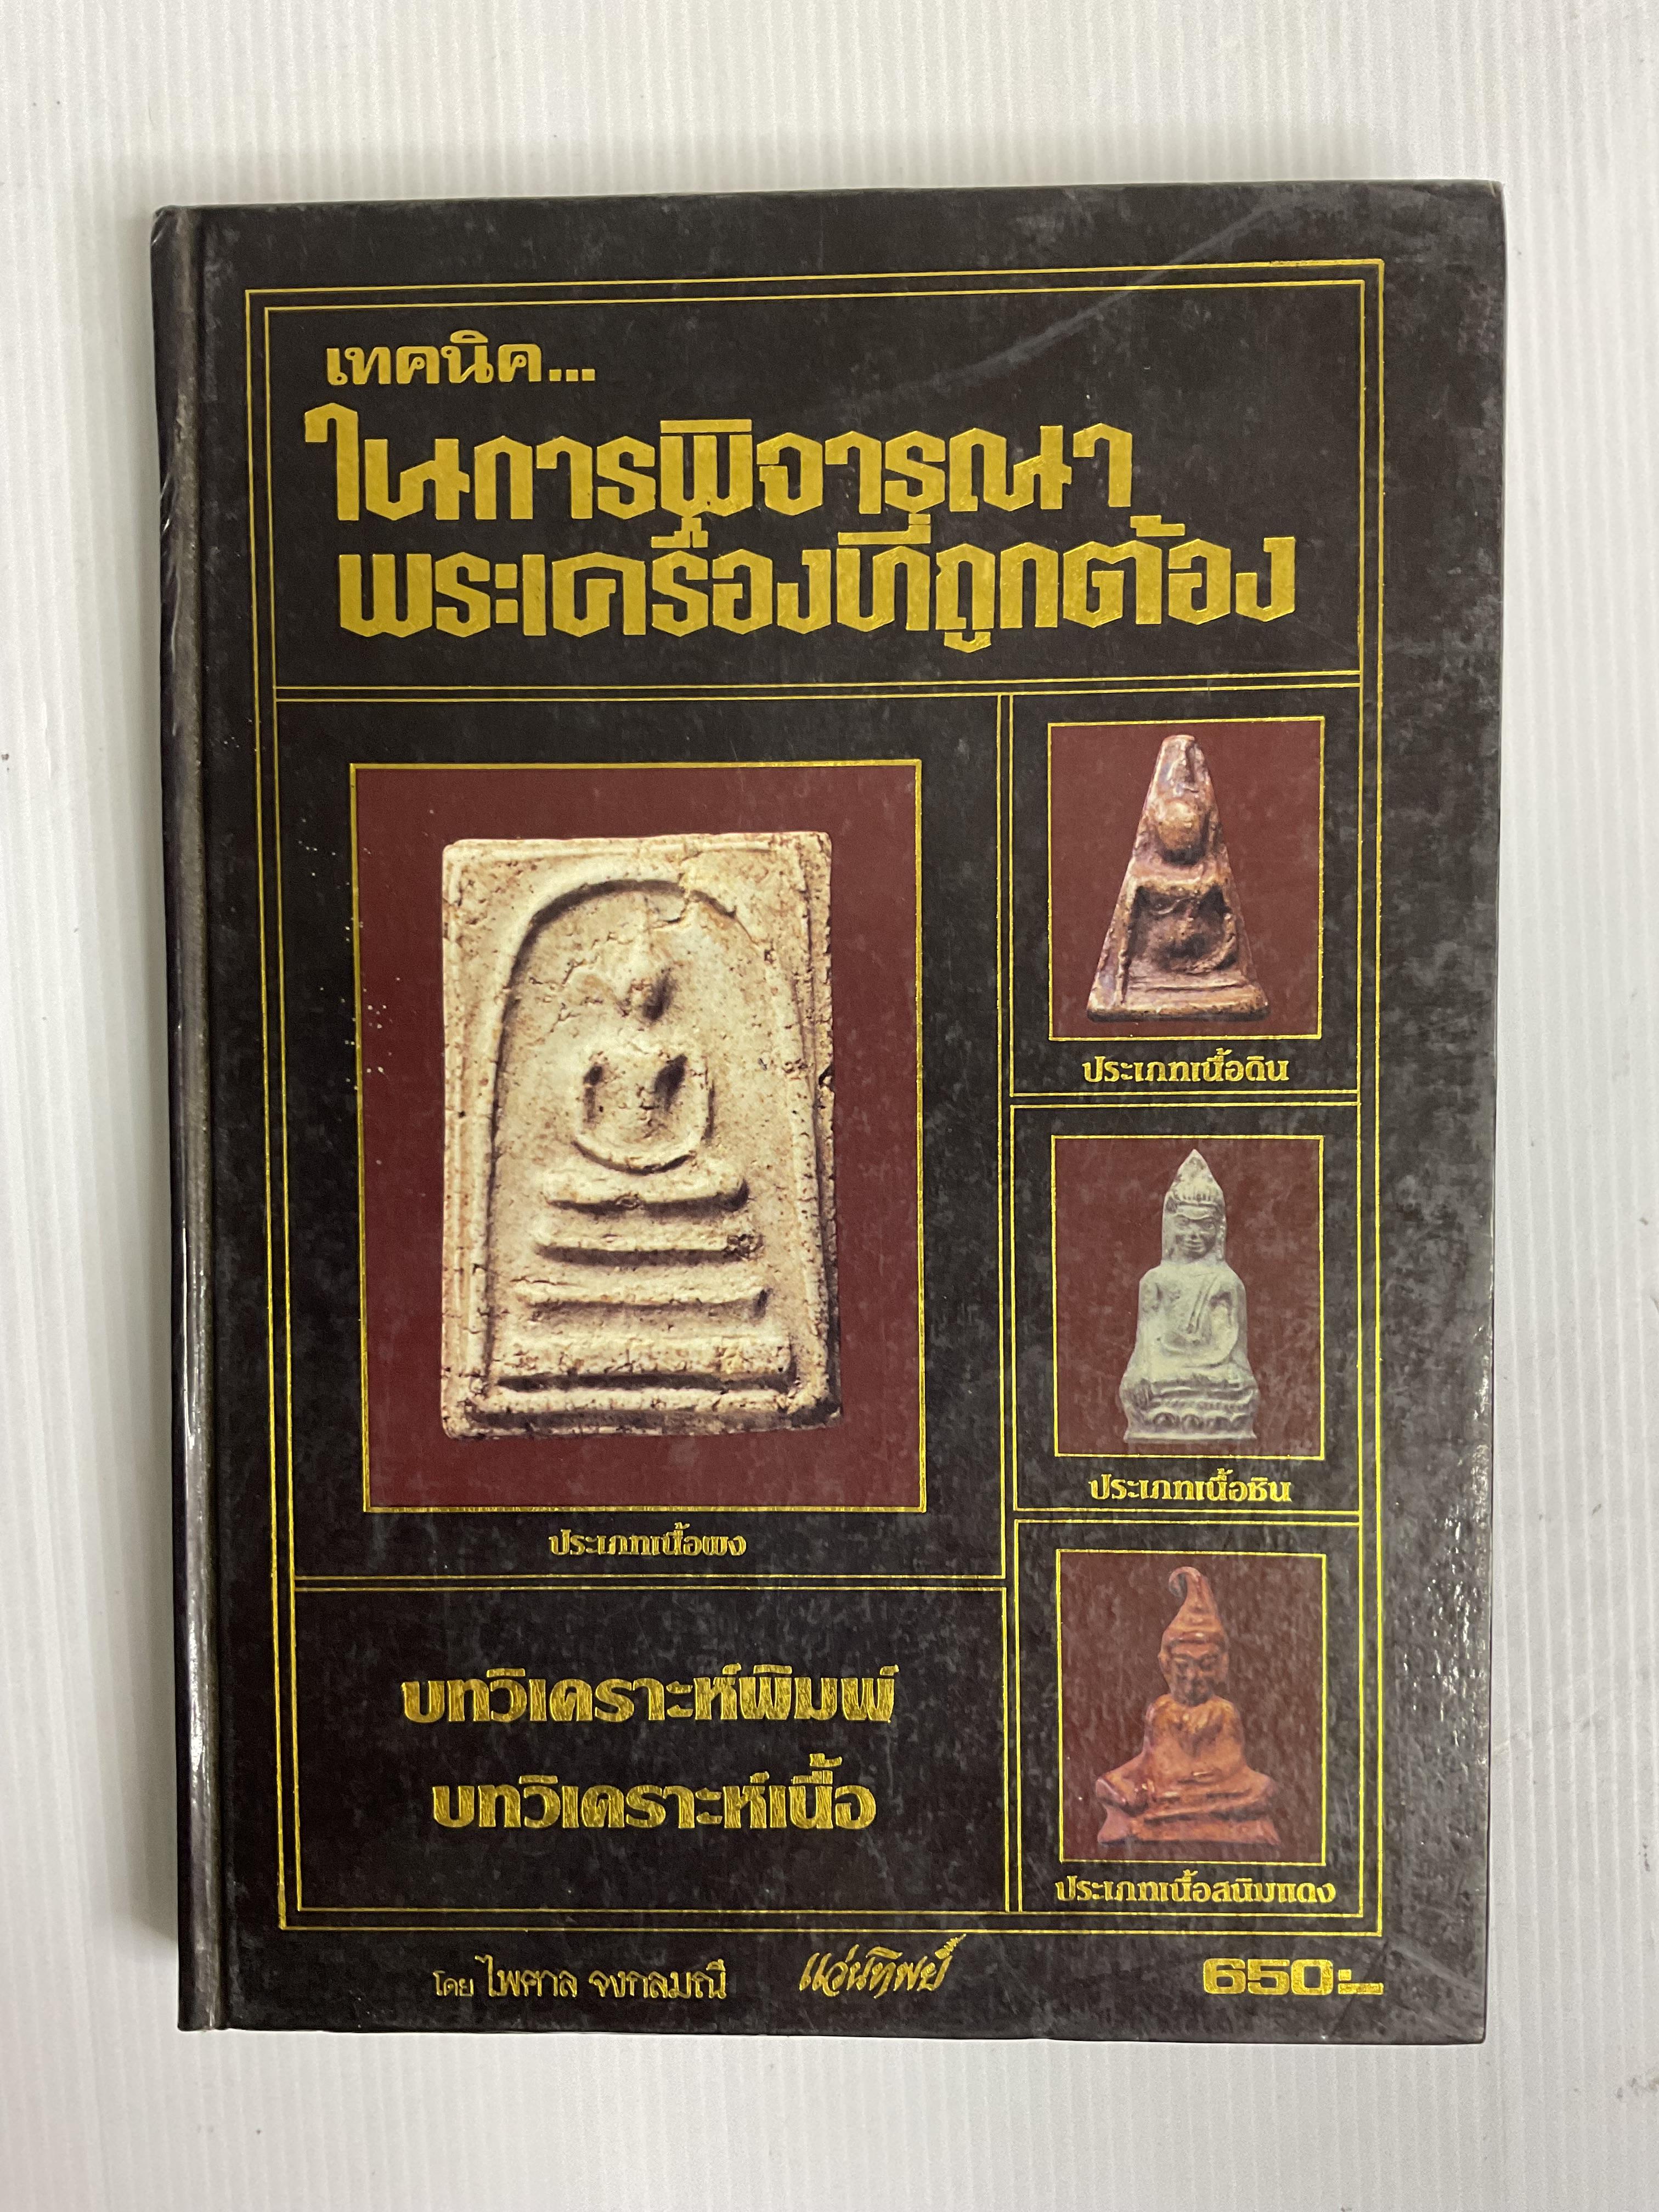 เทคนิค...
ในการพิจารณา
พระเครื่องที่ถูกต้อง
ประเภทเนื้อดิน
ประเภทเนื้อชิน
ประเภทเนื้อผง
บทวิเคราะห์พิมพ์
บทวิเคราะห์เนื้อ
ประเภทเนื้อสนิมแดง
โดย ไพศาล จงกลมณี แว่นทิพย์ 650:-